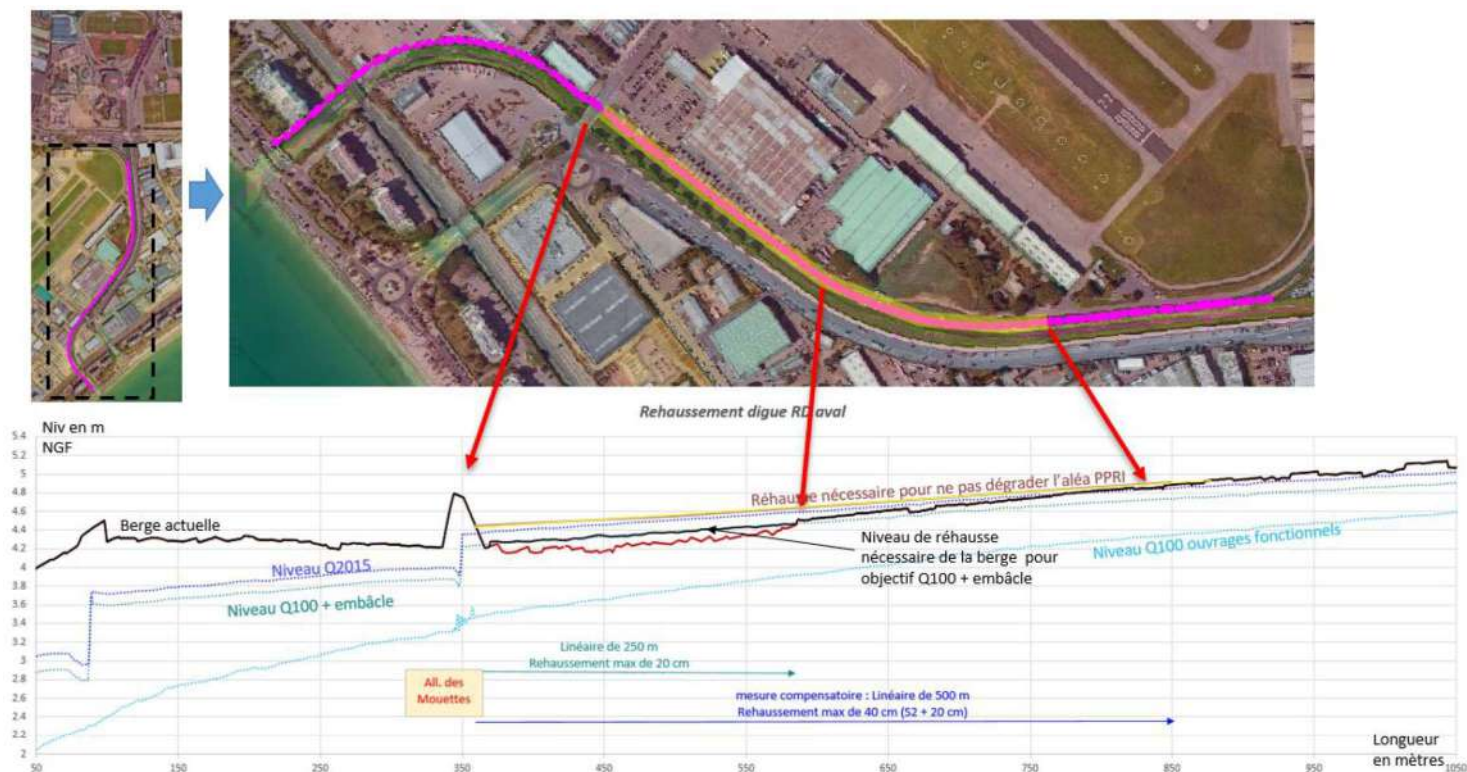 Rehaussement digue RD aval
Niv en m
NGF
5.4
5.2
5
4.8
4.6
4.4
4.2
4
3.8
3.6
3.4
3.2
3
2.8
2.6
2.4
2.2
2
Berge actuelle
Réhausse nécessaire pour ne pas dégrader l'aléa PPRI
Niveau de réhausse
nécessaire de la berge pour
objectif Q100 + embâcle
Niveau Q100 ouvrages fonctionnels
Niveau Q2015
Niveau Q100 + embâcle
Linéaire de 250 m
Rehaussement max de 20 cm
All. des
Mouettes
mesure compensatoire : Linéaire de 500 m
Rehaussement max de 40 cm (S2 + 20 cm)
Longueur
en mètres
50
150
250
350
450
550
650
750
850
950
1050